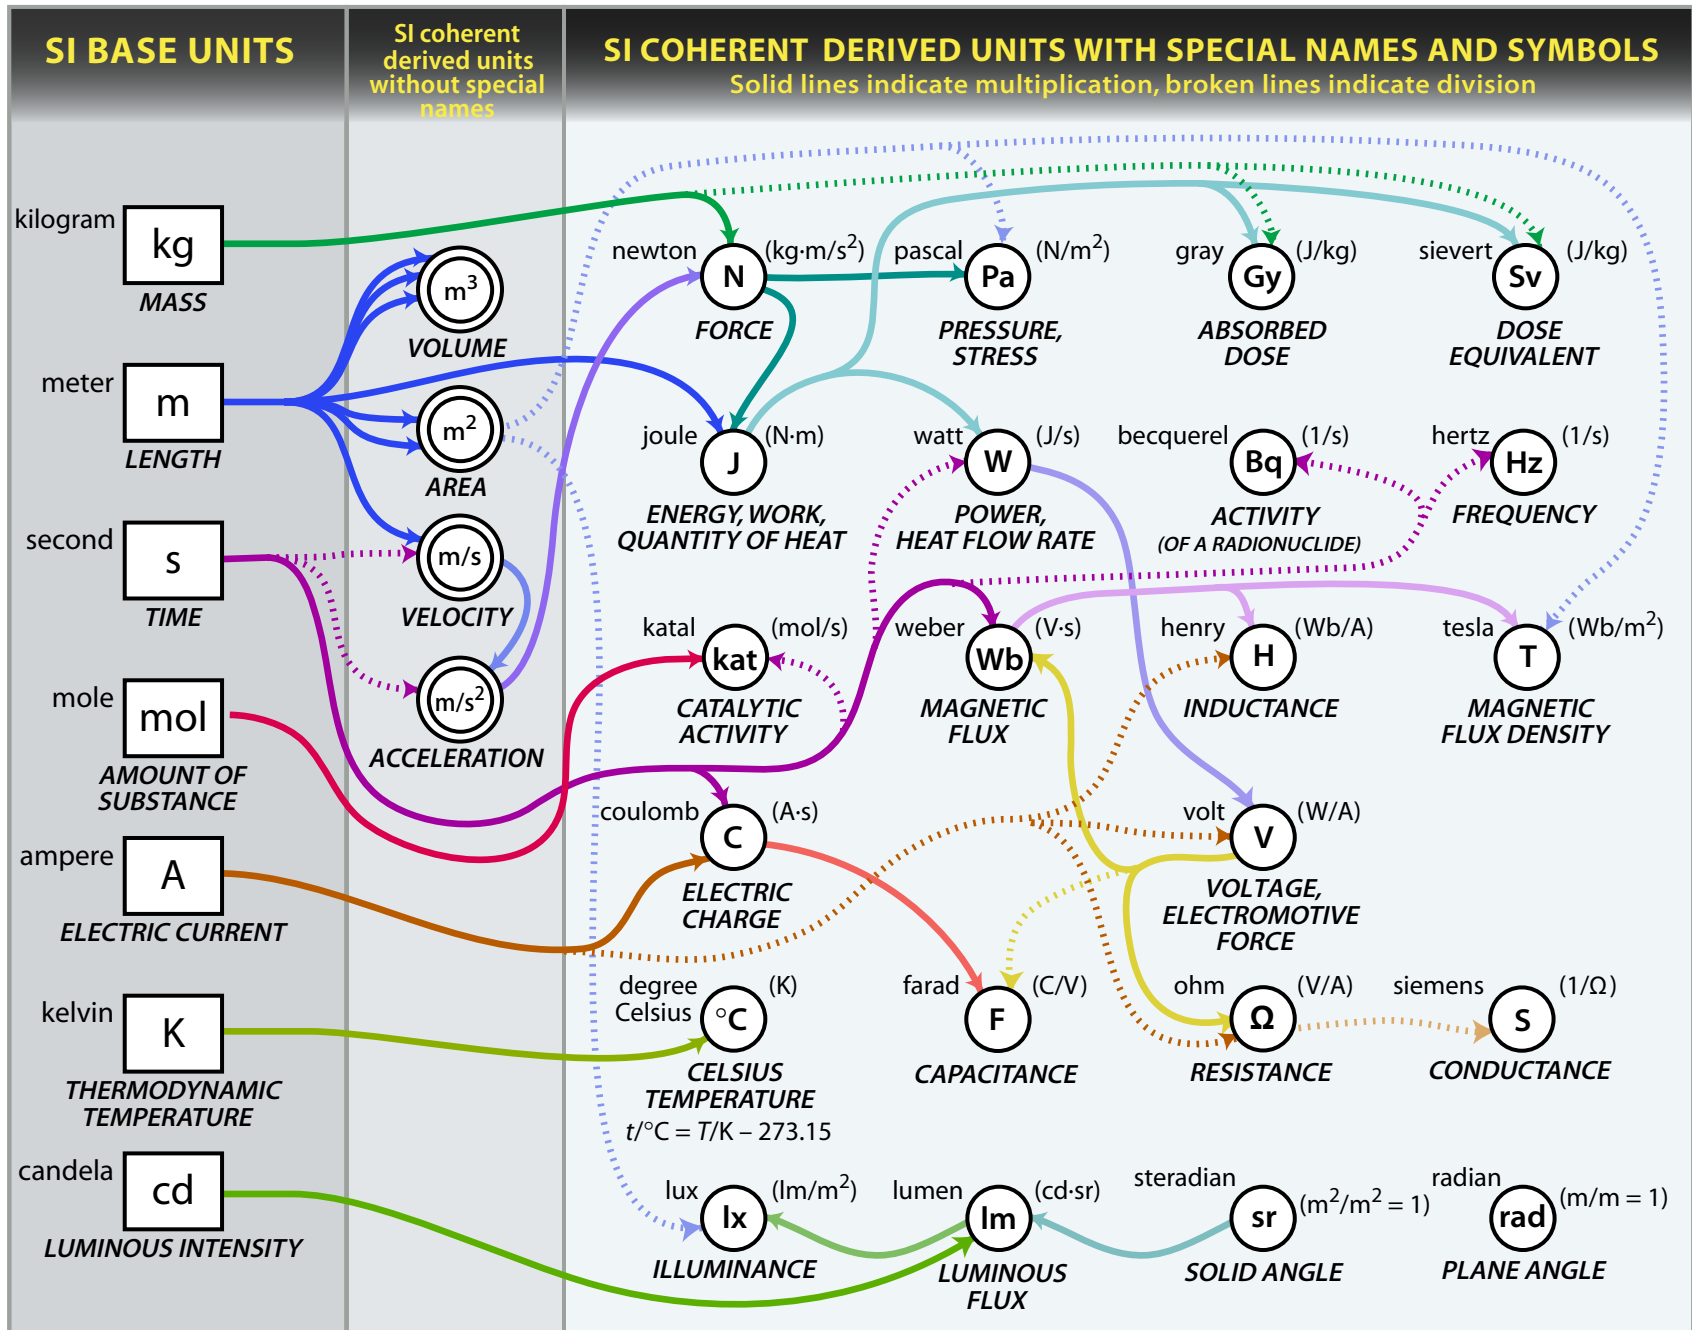 SI BASE UNITS
SI coherent
derived units
without special
names
SI COHERENT DERIVED UNITS WITH SPECIAL NAMES AND SYMBOLS
Solid lines indicate multiplication, broken lines indicate division
kilogram
kg
MASS
meter
m
LENGTH
second
s
TIME
mole
mol
AMOUNT OF
SUBSTANCE
ampere
A
ELECTRIC CURRENT
kelvin
K
THERMODYNAMIC
TEMPERATURE
candela
cd
LUMINOUS INTENSITY
m³
VOLUME
m²
AREA
m/s
VELOCITY
m/s²
ACCELERATION
newton
(kg·m/s²)
N
FORCE
pascal
(N/m²)
Pa
PRESSURE,
STRESS
gray
(J/kg)
Gy
ABSORBED
DOSE
sievert
(J/kg)
Sv
DOSE
EQUIVALENT
joule
(N·m)
J
ENERGY, WORK,
QUANTITY OF HEAT
watt
(J/s)
W
POWER,
HEAT FLOW RATE
becquerel
(1/s)
Bq
ACTIVITY
(OF A RADIONUCLIDE)
hertz
(1/s)
Hz
FREQUENCY
katal
(mol/s)
kat
CATALYTIC
ACTIVITY
weber
(V·s)
Wb
MAGNETIC
FLUX
henry
(Wb/A)
H
INDUCTANCE
tesla
(Wb/m²)
T
MAGNETIC
FLUX DENSITY
coulomb
(A·s)
C
ELECTRIC
CHARGE
volt
(W/A)
V
VOLTAGE,
ELECTROMOTIVE
FORCE
degree
Celsius
(K)
°C
CELSIUS
TEMPERATURE
t/°C = T/K – 273.15
farad
(C/V)
F
CAPACITANCE
ohm
(V/A)
Ω
RESISTANCE
siemens
(1/Ω)
S
CONDUCTANCE
lux
(lm/m²)
lx
ILLUMINANCE
lumen
(cd·sr)
lm
LUMINOUS
FLUX
steradian
(m²/m² = 1)
sr
SOLID ANGLE
radian
(m/m = 1)
rad
PLANE ANGLE